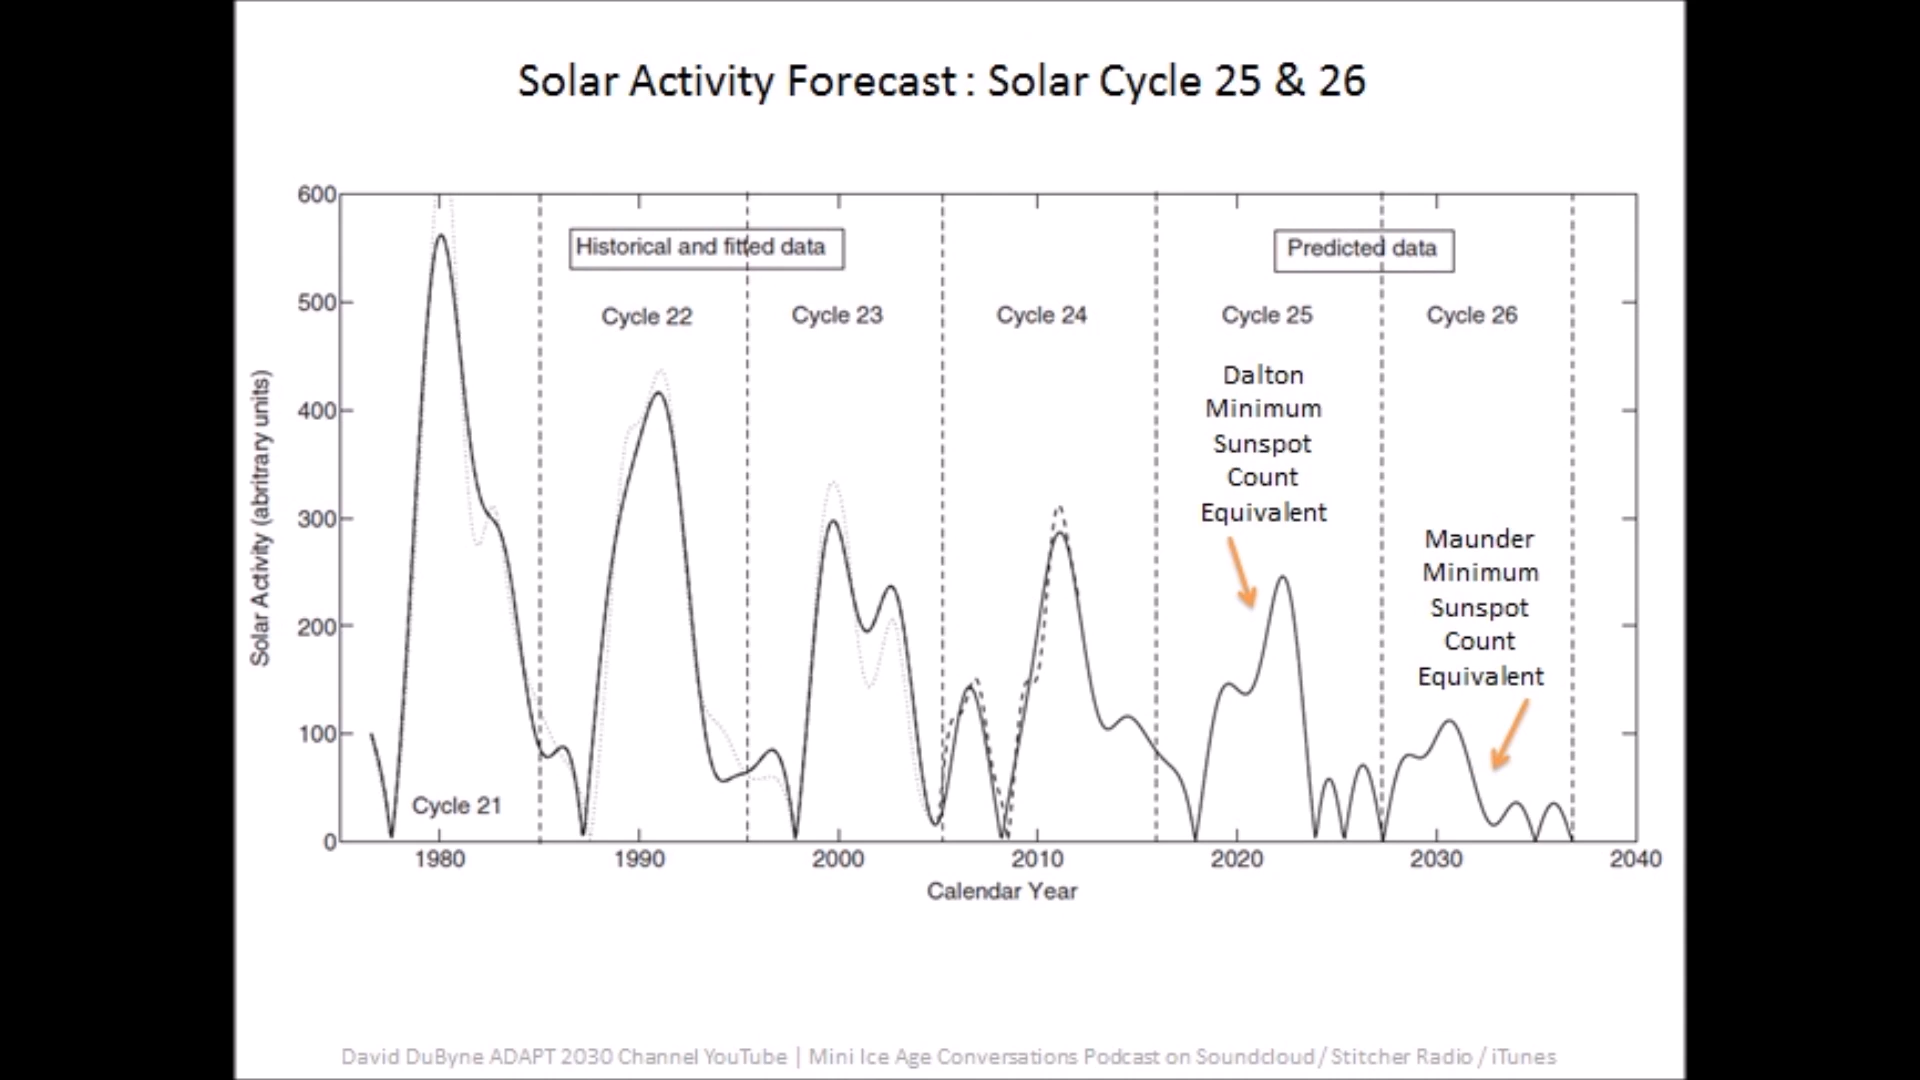 Solar Activity Forecast : Solar Cycle 25 & 26
600
500
400
300
200
100
0
Solar Activity (abritrary units)
Historical and fitted data
Predicted data
Cycle 22
Cycle 23
Cycle 24
Cycle 25
Cycle 26
Dalton
Minimum
Sunspot
Count
Equivalent
Maunder
Minimum
Sunspot
Count
Equivalent
Cycle 21
1980
1990
2000
2010
2020
2030
2040
Calendar Year
David DuByne ADAPT 2030 Channel YouTube | Mini Ice Age Conversations Podcast on Soundcloud / Stitcher Radio / iTunes